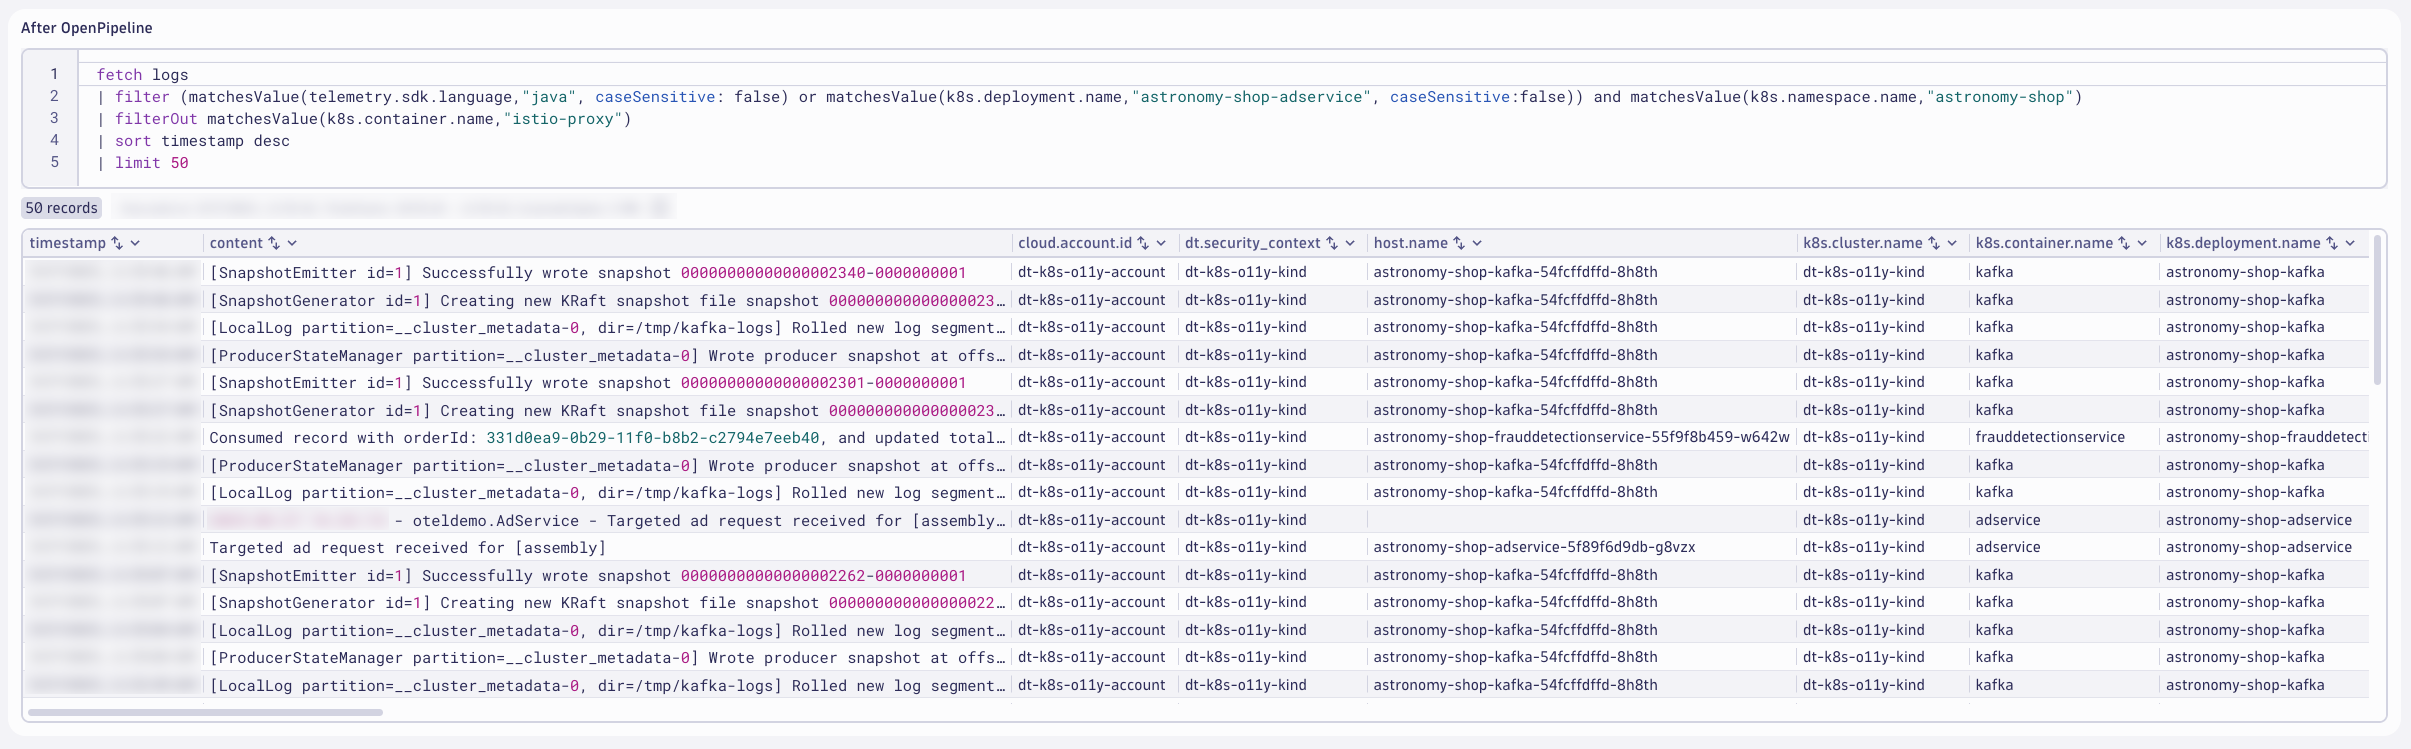 After OpenPipeline
1 fetch logs
2 | filter (matchesValue(telemetry.sdk.language,"java", caseSensitive: false) or matchesValue(k8s.deployment.name,"astronomy-shop-adservice", caseSensitive:false)) and matchesValue(k8s.namespace.name,"astronomy-shop")
3 | filterOut matchesValue(k8s.container.name,"istio-proxy")
4 | sort timestamp desc
5 | limit 50
50 records
timestamp content cloud.account.id dt.security_context host.name k8s.cluster.name k8s.container.name k8s.deployment.name
[SnapshotEmitter id=1] Successfully wrote snapshot 00000000000000002340-0000000001 dt-k8s-o11y-account dt-k8s-o11y-kind astronomy-shop-kafka-54fcffdffd-8h8th dt-k8s-o11y-kind kafka astronomy-shop-kafka
[SnapshotGenerator id=1] Creating new KRaft snapshot file snapshot 000000000000000023… dt-k8s-o11y-account dt-k8s-o11y-kind astronomy-shop-kafka-54fcffdffd-8h8th dt-k8s-o11y-kind kafka astronomy-shop-kafka
[LocalLog partition=__cluster_metadata-0, dir=/tmp/kafka-logs] Rolled new log segment… dt-k8s-o11y-account dt-k8s-o11y-kind astronomy-shop-kafka-54fcffdffd-8h8th dt-k8s-o11y-kind kafka astronomy-shop-kafka
[ProducerStateManager partition=__cluster_metadata-0] Wrote producer snapshot at offs… dt-k8s-o11y-account dt-k8s-o11y-kind astronomy-shop-kafka-54fcffdffd-8h8th dt-k8s-o11y-kind kafka astronomy-shop-kafka
[SnapshotEmitter id=1] Successfully wrote snapshot 00000000000000002301-0000000001 dt-k8s-o11y-account dt-k8s-o11y-kind astronomy-shop-kafka-54fcffdffd-8h8th dt-k8s-o11y-kind kafka astronomy-shop-kafka
[SnapshotGenerator id=1] Creating new KRaft snapshot file snapshot 000000000000000023… dt-k8s-o11y-account dt-k8s-o11y-kind astronomy-shop-kafka-54fcffdffd-8h8th dt-k8s-o11y-kind kafka astronomy-shop-kafka
Consumed record with orderId: 331d0ea9-0b29-11f0-b8b2-c2794e7eeb40, and updated total… dt-k8s-o11y-account dt-k8s-o11y-kind astronomy-shop-frauddetectionservice-55f9f8b459-w642w dt-k8s-o11y-kind frauddetectionservice astronomy-shop-frauddetecti
[ProducerStateManager partition=__cluster_metadata-0] Wrote producer snapshot at offs… dt-k8s-o11y-account dt-k8s-o11y-kind astronomy-shop-kafka-54fcffdffd-8h8th dt-k8s-o11y-kind kafka astronomy-shop-kafka
[LocalLog partition=__cluster_metadata-0, dir=/tmp/kafka-logs] Rolled new log segment… dt-k8s-o11y-account dt-k8s-o11y-kind astronomy-shop-kafka-54fcffdffd-8h8th dt-k8s-o11y-kind kafka astronomy-shop-kafka
- oteldemo.AdService - Targeted ad request received for [assembly… dt-k8s-o11y-account dt-k8s-o11y-kind dt-k8s-o11y-kind adservice astronomy-shop-adservice
Targeted ad request received for [assembly] dt-k8s-o11y-account dt-k8s-o11y-kind astronomy-shop-adservice-5f89f6d9db-g8vzx dt-k8s-o11y-kind adservice astronomy-shop-adservice
[SnapshotEmitter id=1] Successfully wrote snapshot 00000000000000002262-0000000001 dt-k8s-o11y-account dt-k8s-o11y-kind astronomy-shop-kafka-54fcffdffd-8h8th dt-k8s-o11y-kind kafka astronomy-shop-kafka
[SnapshotGenerator id=1] Creating new KRaft snapshot file snapshot 000000000000000022… dt-k8s-o11y-account dt-k8s-o11y-kind astronomy-shop-kafka-54fcffdffd-8h8th dt-k8s-o11y-kind kafka astronomy-shop-kafka
[LocalLog partition=__cluster_metadata-0, dir=/tmp/kafka-logs] Rolled new log segment… dt-k8s-o11y-account dt-k8s-o11y-kind astronomy-shop-kafka-54fcffdffd-8h8th dt-k8s-o11y-kind kafka astronomy-shop-kafka
[ProducerStateManager partition=__cluster_metadata-0] Wrote producer snapshot at offs… dt-k8s-o11y-account dt-k8s-o11y-kind astronomy-shop-kafka-54fcffdffd-8h8th dt-k8s-o11y-kind kafka astronomy-shop-kafka
[LocalLog partition=__cluster_metadata-0, dir=/tmp/kafka-logs] Rolled new log segment… dt-k8s-o11y-account dt-k8s-o11y-kind astronomy-shop-kafka-54fcffdffd-8h8th dt-k8s-o11y-kind kafka astronomy-shop-kafka